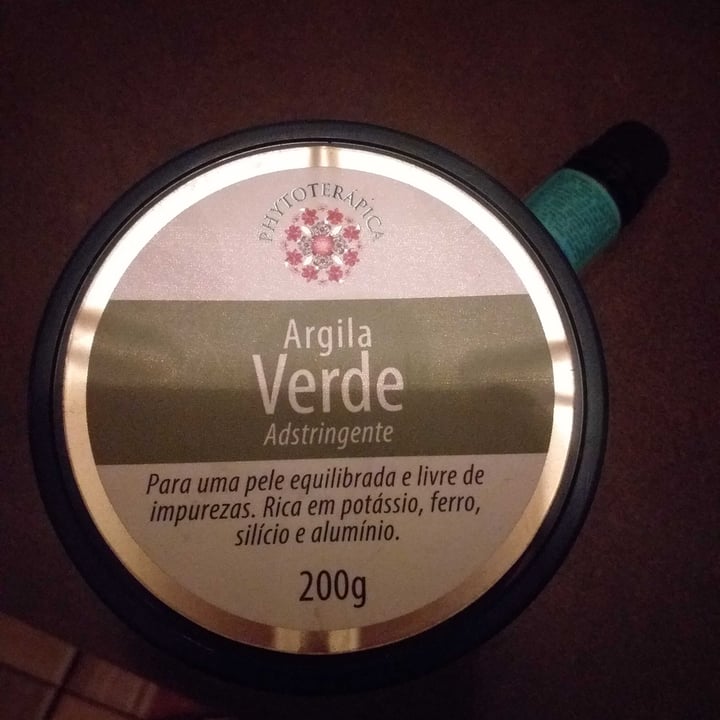 PHYTOTERÁPICA
Argila
Verde
Adstringente
Para uma pele equilibrada e livre de
impurezas. Rica em potássio, ferro,
silício e alumínio.
200g